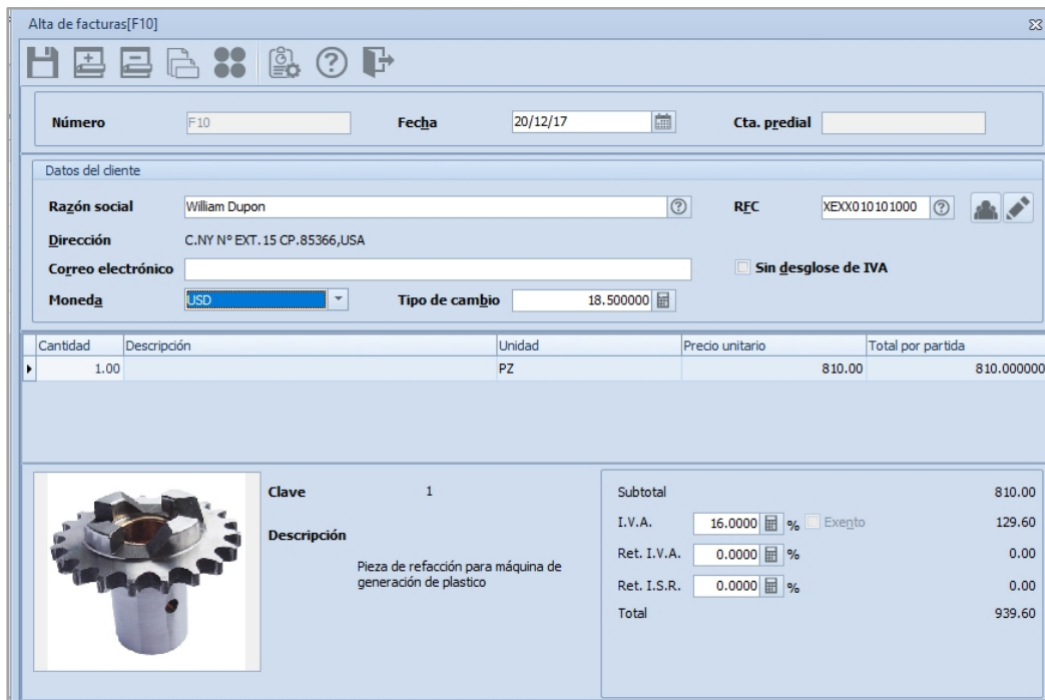 Alta de facturas[F10]
Número F10 Fecha 20/12/17 Cta. predial
Datos del cliente
Razón social William Dupon RFC XEXX010101000
Dirección C.NY Nº EXT.15 CP.85366,USA
Correo electrónico Sin desglose de IVA
Moneda USD Tipo de cambio 18.500000
Cantidad Descripción Unidad Precio unitario Total por partida
1.00 PZ 810.00 810.000000
Clave 1
Descripción
Pieza de refacción para máquina de
generación de plastico
Subtotal 810.00
I.V.A. 16.0000 % Exento 129.60
Ret. I.V.A. 0.0000 % 0.00
Ret. I.S.R. 0.0000 % 0.00
Total 939.60